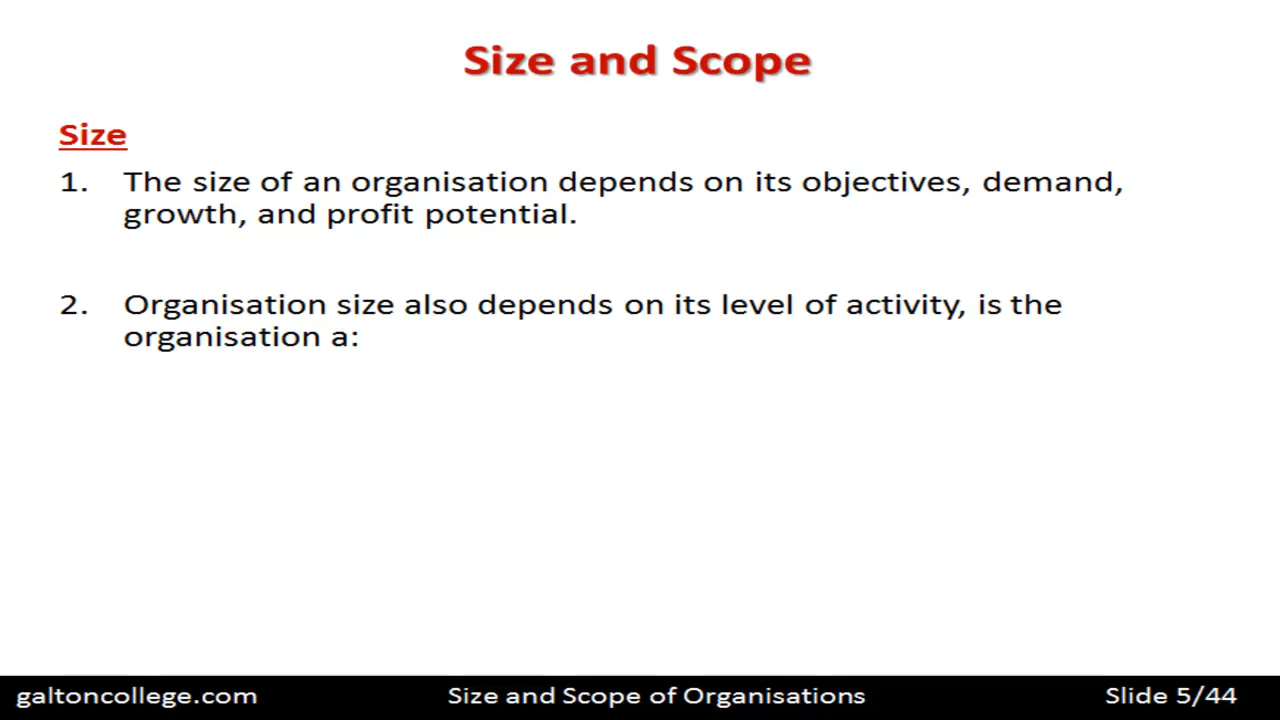 Size and Scope
Size
1. The size of an organisation depends on its objectives, demand,
growth, and profit potential.
2. Organisation size also depends on its level of activity, is the
organisation a:
galtoncollege.com Size and Scope of Organisations Slide 5/44